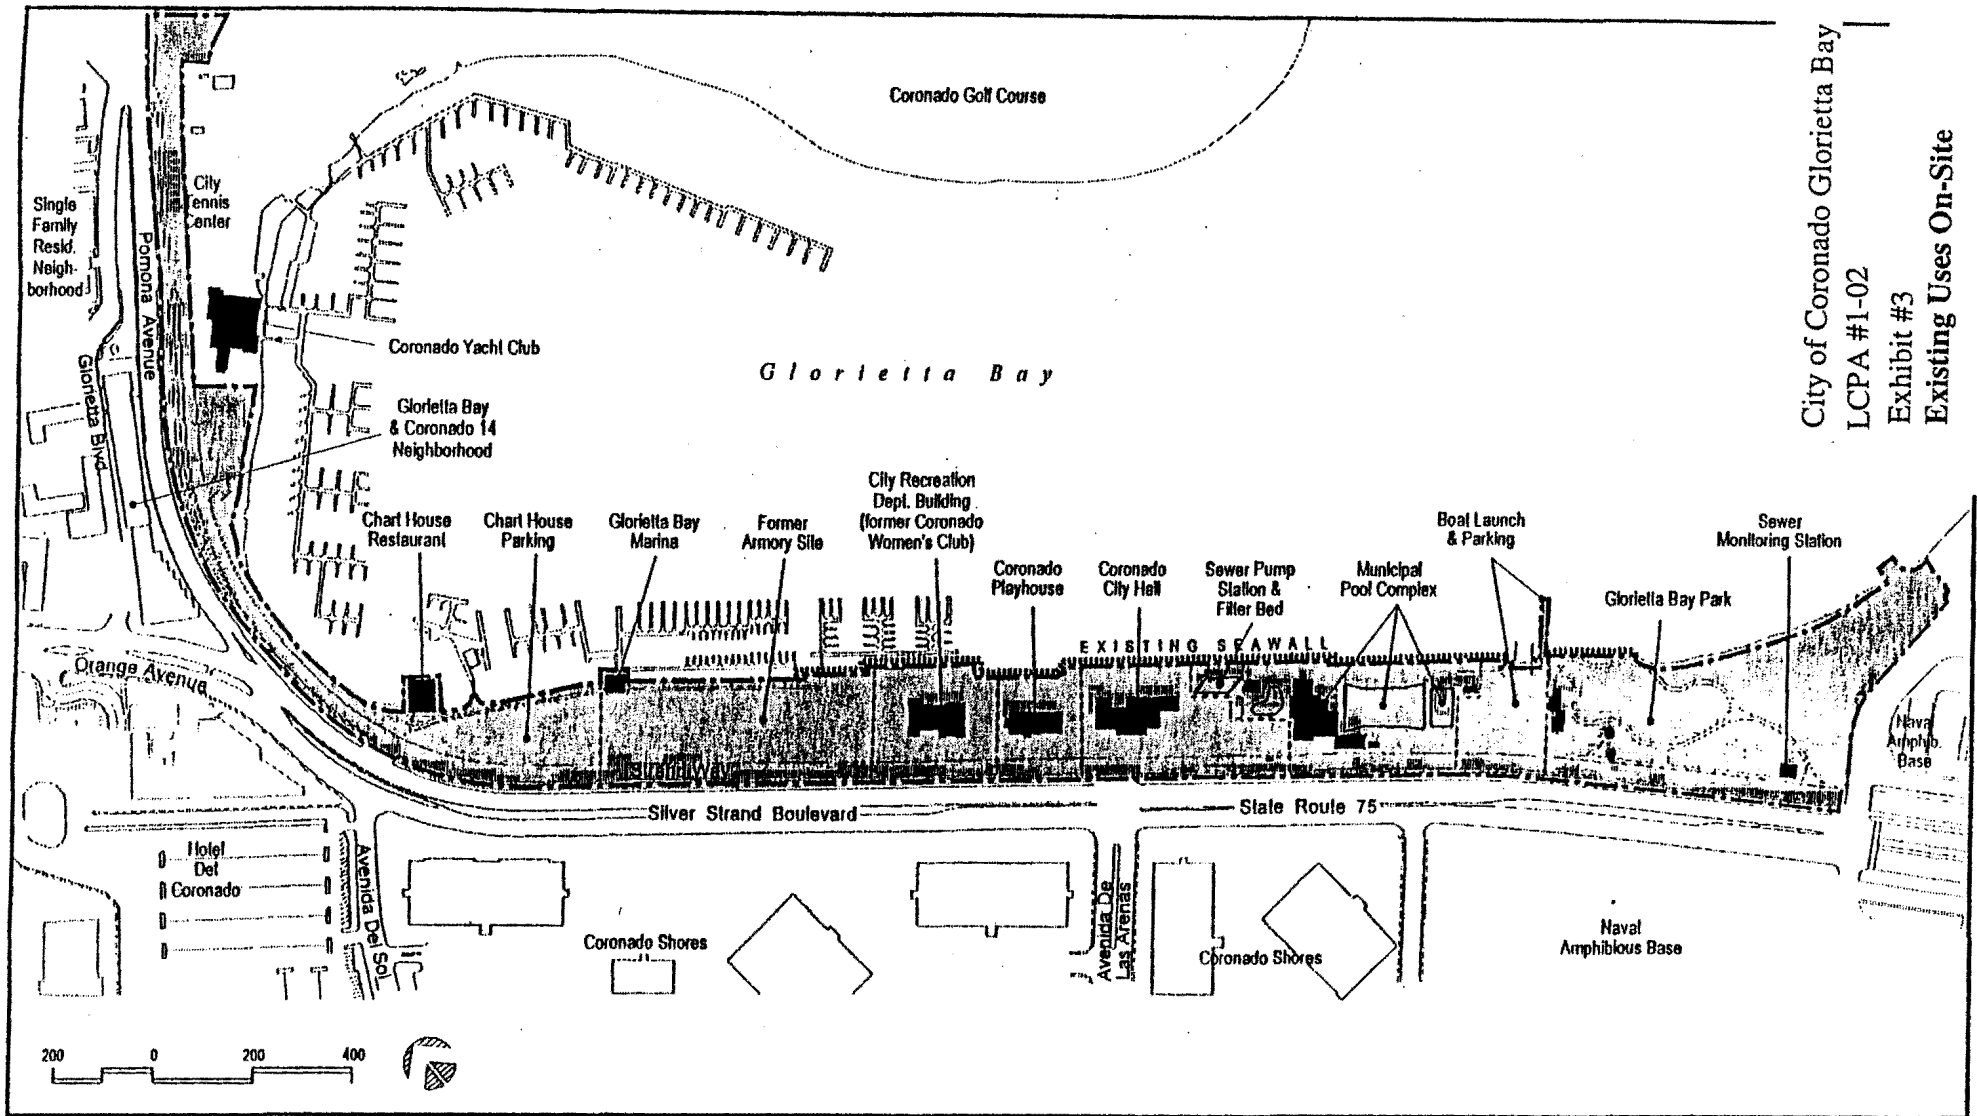 City of Coronado Glorietta Bay
LCPA #1-02
Exhibit #3
Existing Uses On-Site
Coronado Golf Course
City
Tennis
Center
Single
Family
Resid.
Neigh-
borhood
Pomona Avenue
Glorietta Blvd.
Coronado Yacht Club
Glorietta Bay
Glorietta Bay
& Coronado 14
Neighborhood
Chart House
Restaurant
Chart House
Parking
Glorietta Bay
Marina
Former
Armory Site
City Recreation
Dept. Building
(former Coronado
Women's Club)
Coronado
Playhouse
Coronado
City Hall
Sewer Pump
Station &
Filter Bed
Municipal
Pool Complex
Boat Launch
& Parking
Glorietta Bay Park
Sewer
Monitoring Station
EXISTING SEAWALL
Orange Avenue
Naval
Amphib.
Base
Silver Strand Boulevard
State Route 75
Hotel
Del
Coronado
Avenida Del Sol
Coronado Shores
Avenida De
Las Arenas
Coronado Shores
Naval
Amphibious Base
200 0 200 400